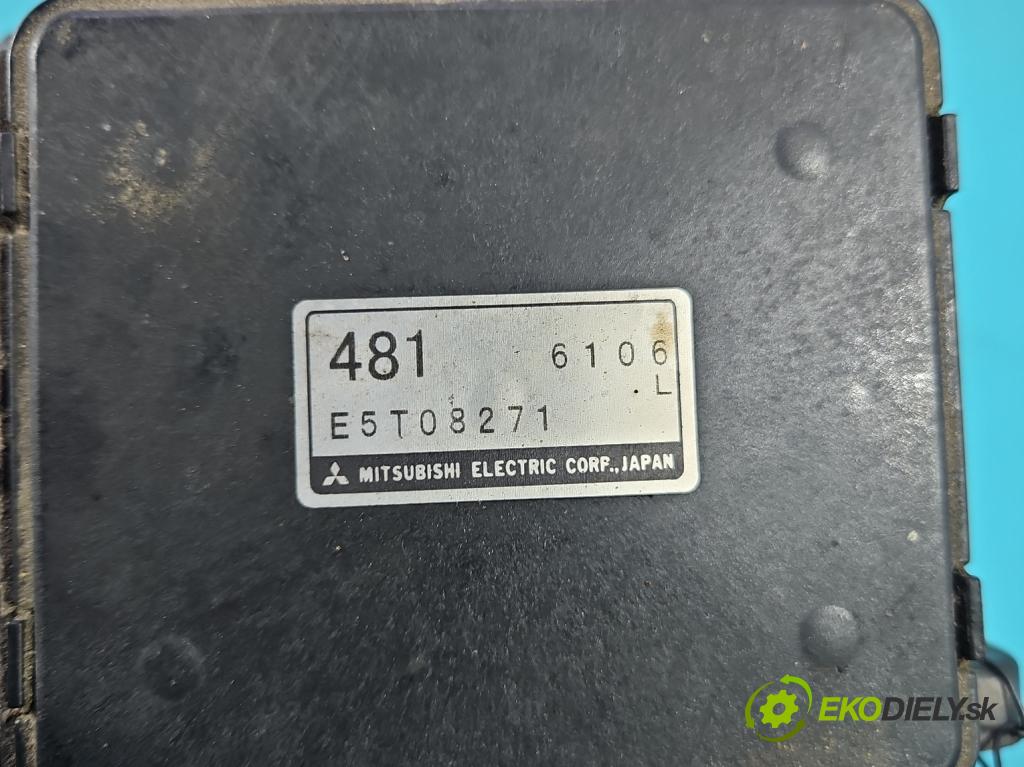 481 6106
.L
E5T08271
MITSUBISHI ELECTRIC CORP., JAPAN
EKODIELY.sk